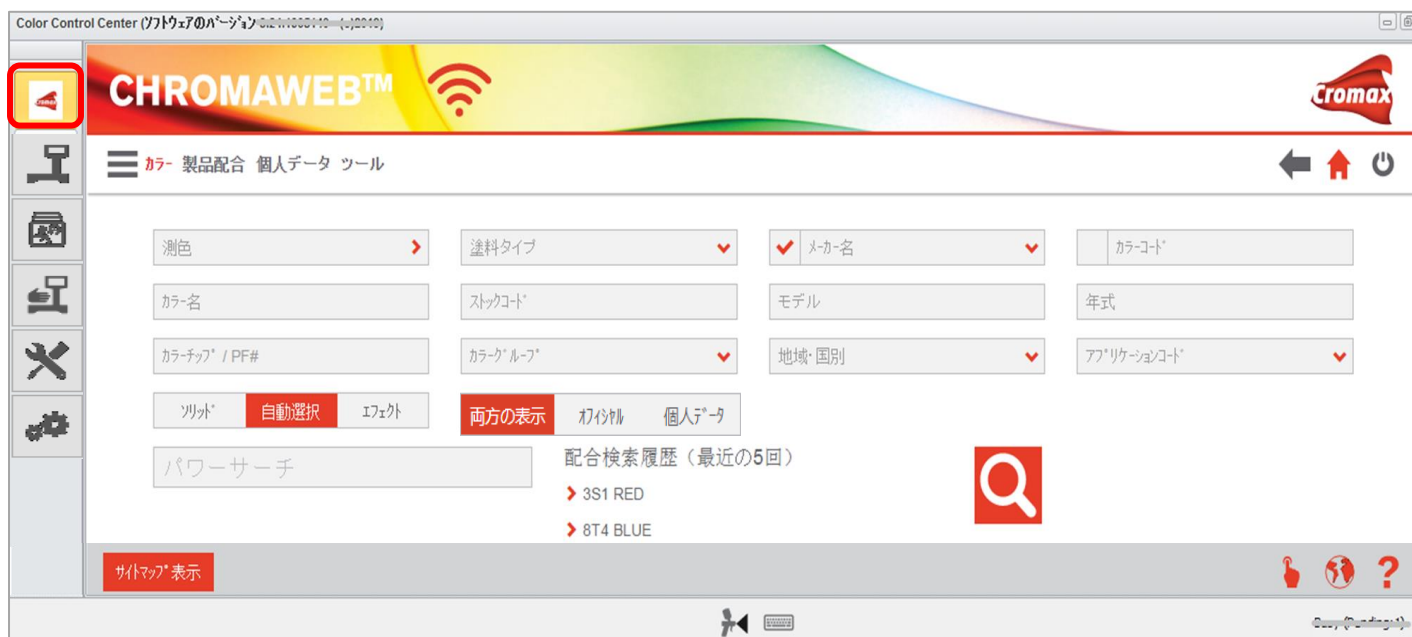 Color Control Center (ソフトウェアのバージョン
CHROMAWEB™
cromax
カラー 製品配合 個人データ ツール
測色 塗料タイプ メーカー名 カラーコード
カラー名 ストックコード モデル 年式
カラーチップ / PF# カラーグループ 地域・国別 アプリケーションコード
ソリッド 自動選択 エフェクト 両方の表示 オフィシャル 個人データ
パワーサーチ 配合検索履歴（最近の5回）
3S1 RED
8T4 BLUE
サイトマップ表示 ?